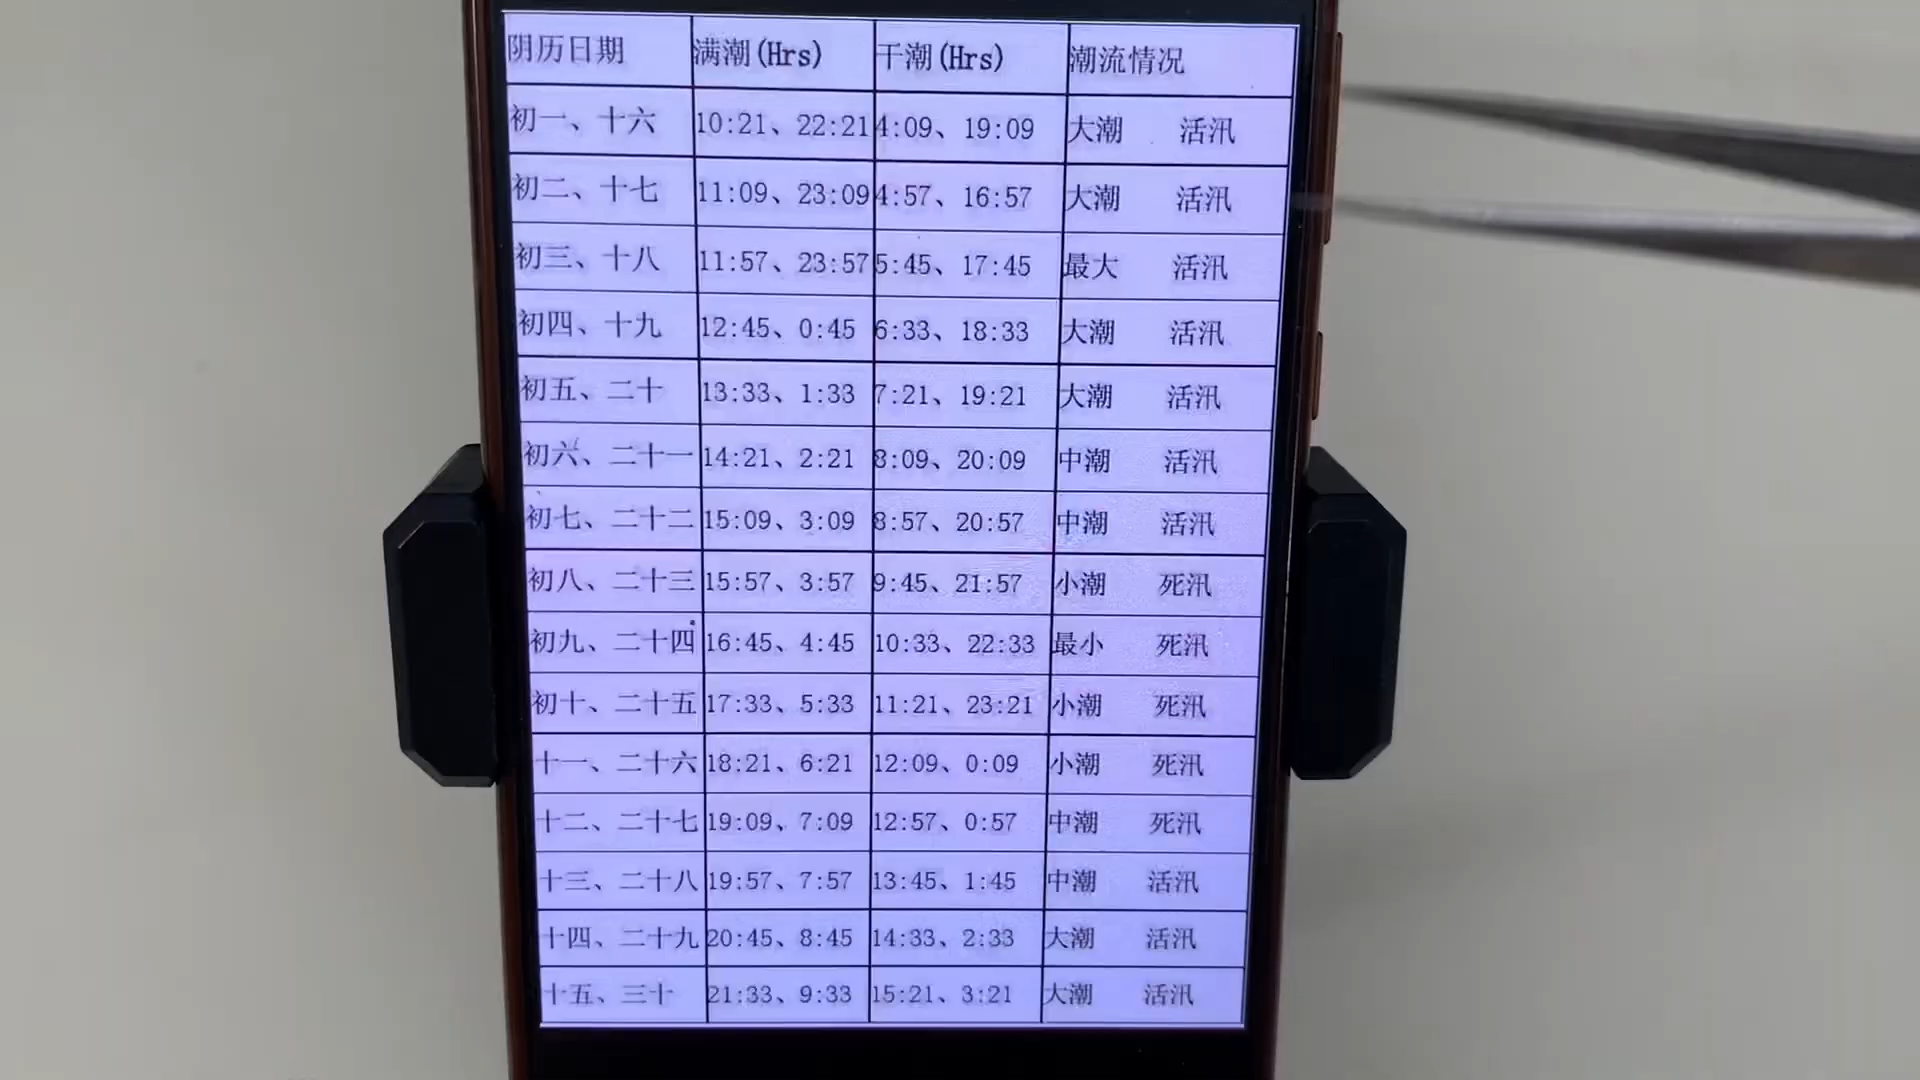 阴历日期 满潮(Hrs) 干潮(Hrs) 潮流情况
初一、十六 10:21、22:21 4:09、19:09 大潮 活汛
初二、十七 11:09、23:09 4:57、16:57 大潮 活汛
初三、十八 11:57、23:57 5:45、17:45 最大 活汛
初四、十九 12:45、0:45 6:33、18:33 大潮 活汛
初五、二十 13:33、1:33 7:21、19:21 大潮 活汛
初六、二十一 14:21、2:21 8:09、20:09 中潮 活汛
初七、二十二 15:09、3:09 8:57、20:57 中潮 活汛
初八、二十三 15:57、3:57 9:45、21:57 小潮 死汛
初九、二十四 16:45、4:45 10:33、22:33 最小 死汛
初十、二十五 17:33、5:33 11:21、23:21 小潮 死汛
十一、二十六 18:21、6:21 12:09、0:09 小潮 死汛
十二、二十七 19:09、7:09 12:57、0:57 中潮 死汛
十三、二十八 19:57、7:57 13:45、1:45 中潮 活汛
十四、二十九 20:45、8:45 14:33、2:33 大潮 活汛
十五、三十 21:33、9:33 15:21、3:21 大潮 活汛